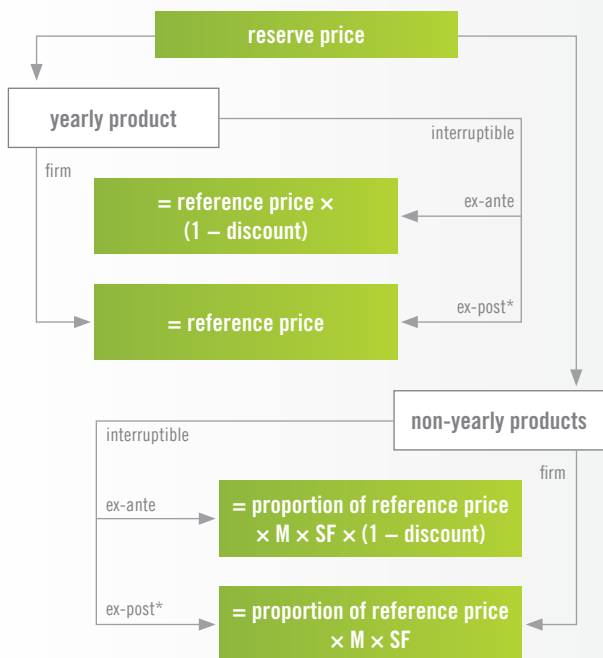 reserve price
yearly product
interruptible
firm
= reference price ×
(1 – discount)
ex-ante
= reference price
ex-post*
non-yearly products
interruptible
firm
ex-ante
= proportion of reference price
× M × SF × (1 – discount)
ex-post*
= proportion of reference price
× M × SF